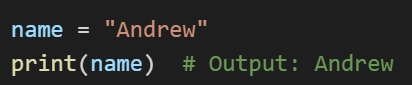 name = "Andrew"
print(name)  # Output: Andrew